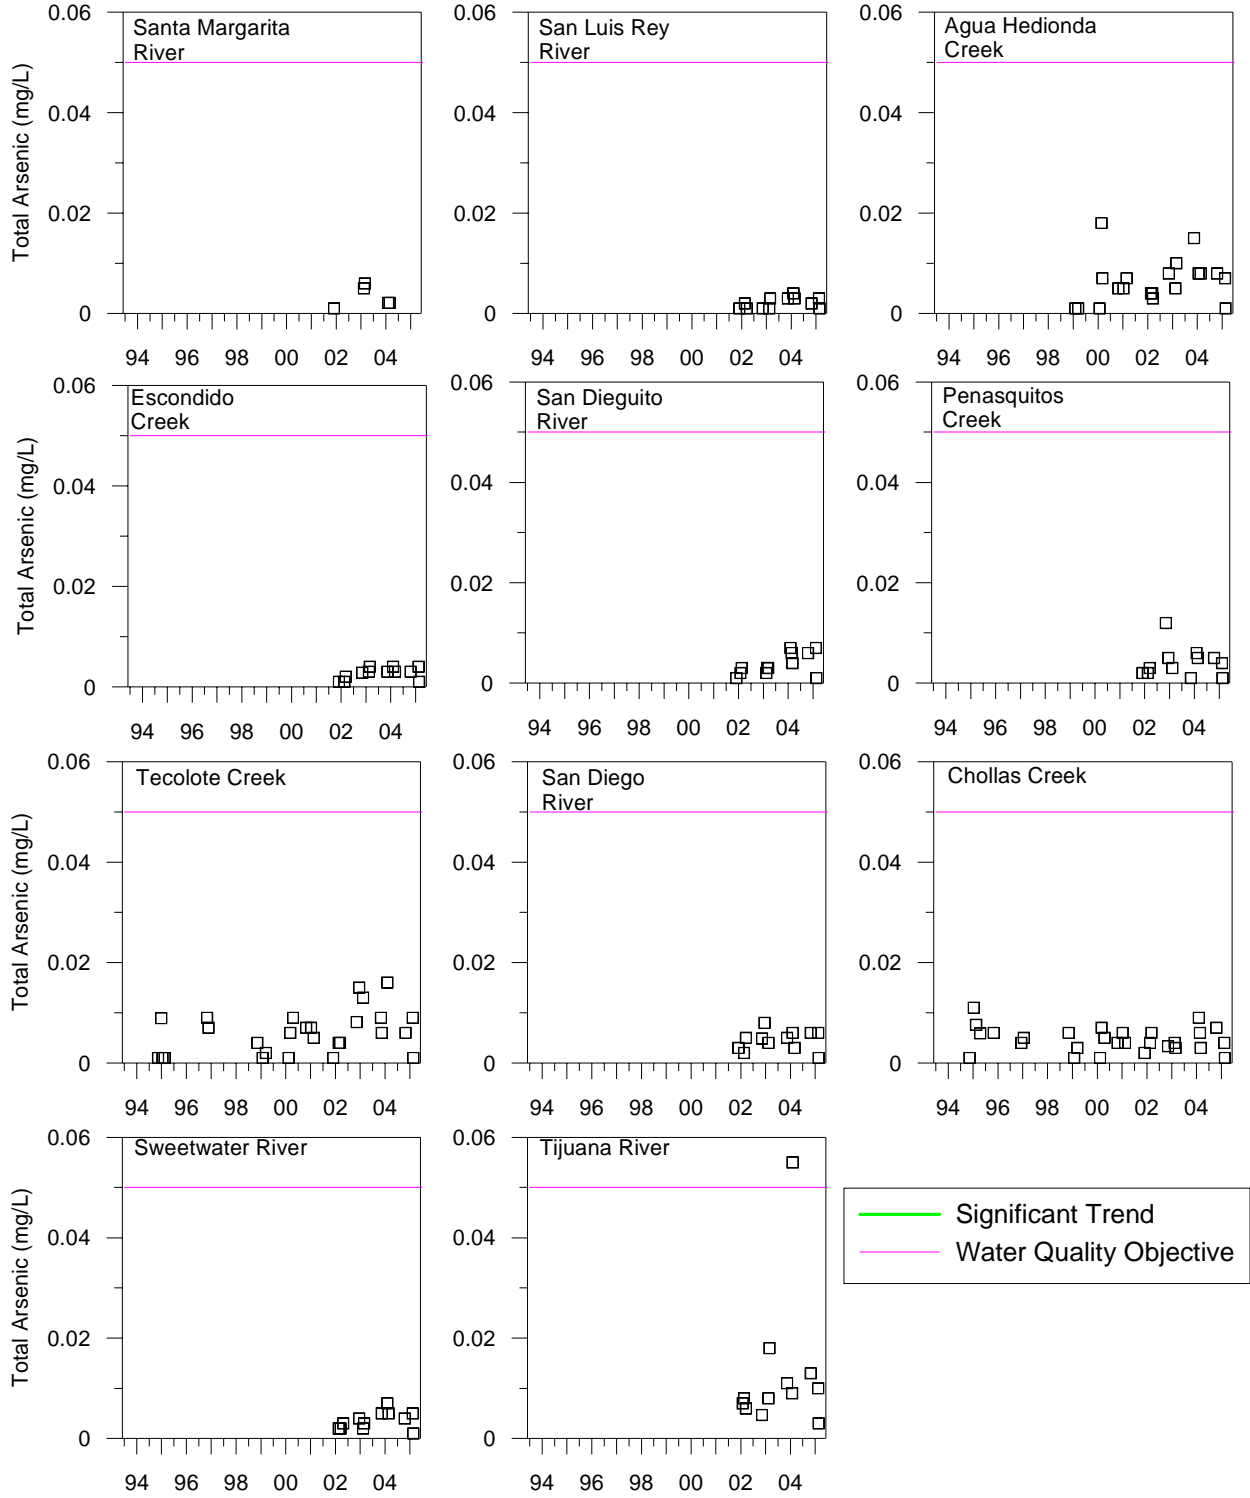 Santa Margarita
River
Total Arsenic (mg/L)
0.06
0.04
0.02
0
94 96 98 00 02 04
San Luis Rey
River
0.06
0.04
0.02
0
94 96 98 00 02 04
Agua Hedionda
Creek
0.06
0.04
0.02
0
94 96 98 00 02 04
Escondido
Creek
Total Arsenic (mg/L)
0.06
0.04
0.02
0
94 96 98 00 02 04
San Dieguito
River
0.06
0.04
0.02
0
94 96 98 00 02 04
Penasquitos
Creek
0.06
0.04
0.02
0
94 96 98 00 02 04
Tecolote Creek
Total Arsenic (mg/L)
0.06
0.04
0.02
0
94 96 98 00 02 04
San Diego
River
0.06
0.04
0.02
0
94 96 98 00 02 04
Chollas Creek
0.06
0.04
0.02
0
94 96 98 00 02 04
Sweetwater River
Total Arsenic (mg/L)
0.06
0.04
0.02
0
94 96 98 00 02 04
Tijuana River
0.06
0.04
0.02
0
94 96 98 00 02 04
Significant Trend
Water Quality Objective